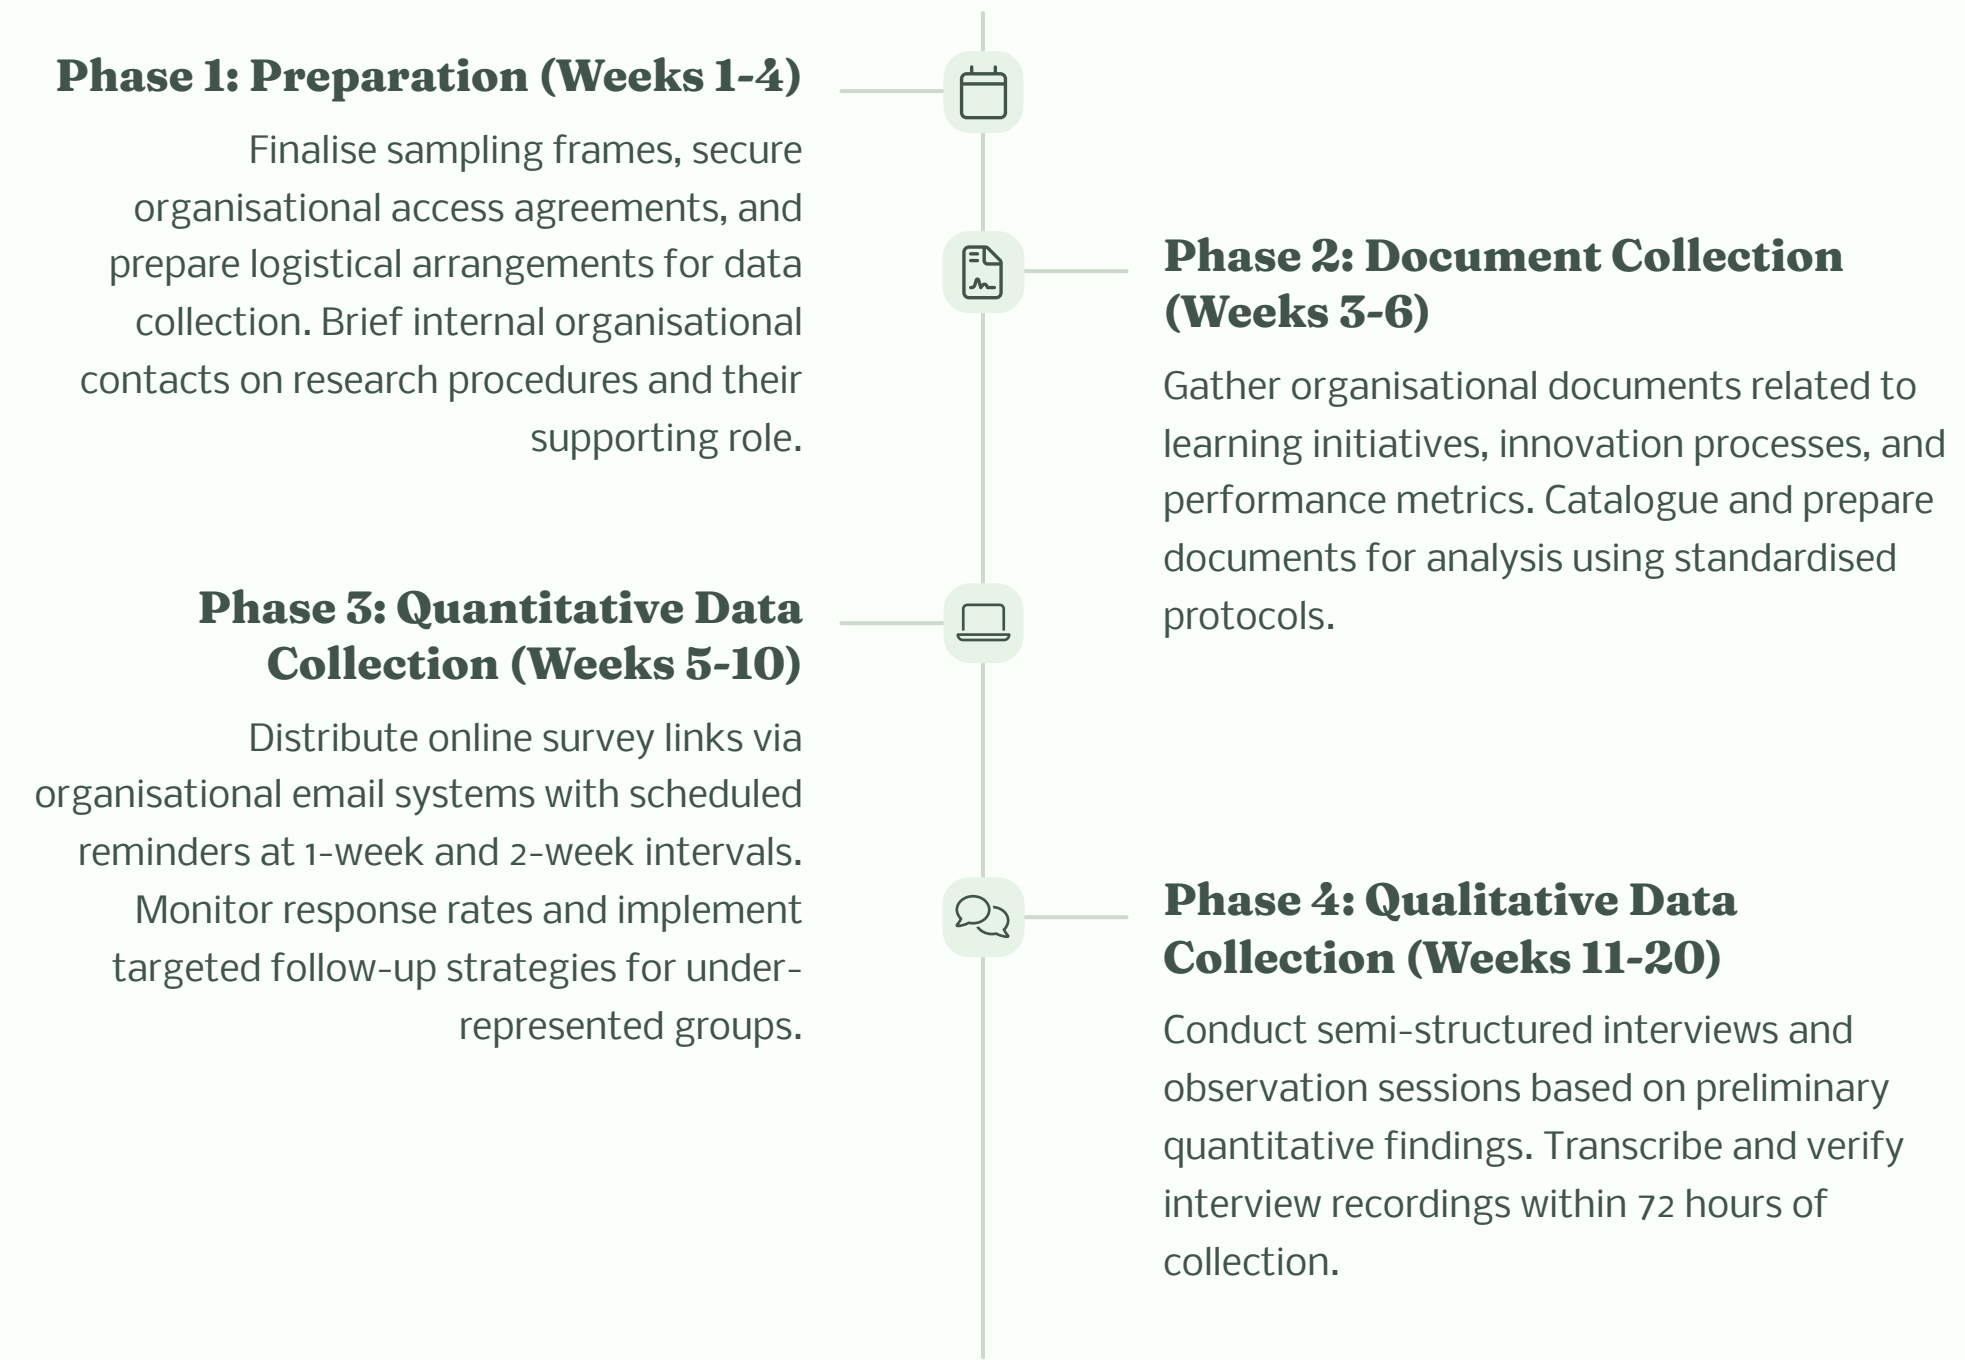 Phase 1: Preparation (Weeks 1-4)
Finalise sampling frames, secure
organisational access agreements, and
prepare logistical arrangements for data
collection. Brief internal organisational
contacts on research procedures and their
supporting role.
Phase 2: Document Collection
(Weeks 3-6)
Gather organisational documents related to
learning initiatives, innovation processes, and
performance metrics. Catalogue and prepare
documents for analysis using standardised
protocols.
Phase 3: Quantitative Data
Collection (Weeks 5-10)
Distribute online survey links via
organisational email systems with scheduled
reminders at 1-week and 2-week intervals.
Monitor response rates and implement
targeted follow-up strategies for under-
represented groups.
Phase 4: Qualitative Data
Collection (Weeks 11-20)
Conduct semi-structured interviews and
observation sessions based on preliminary
quantitative findings. Transcribe and verify
interview recordings within 72 hours of
collection.